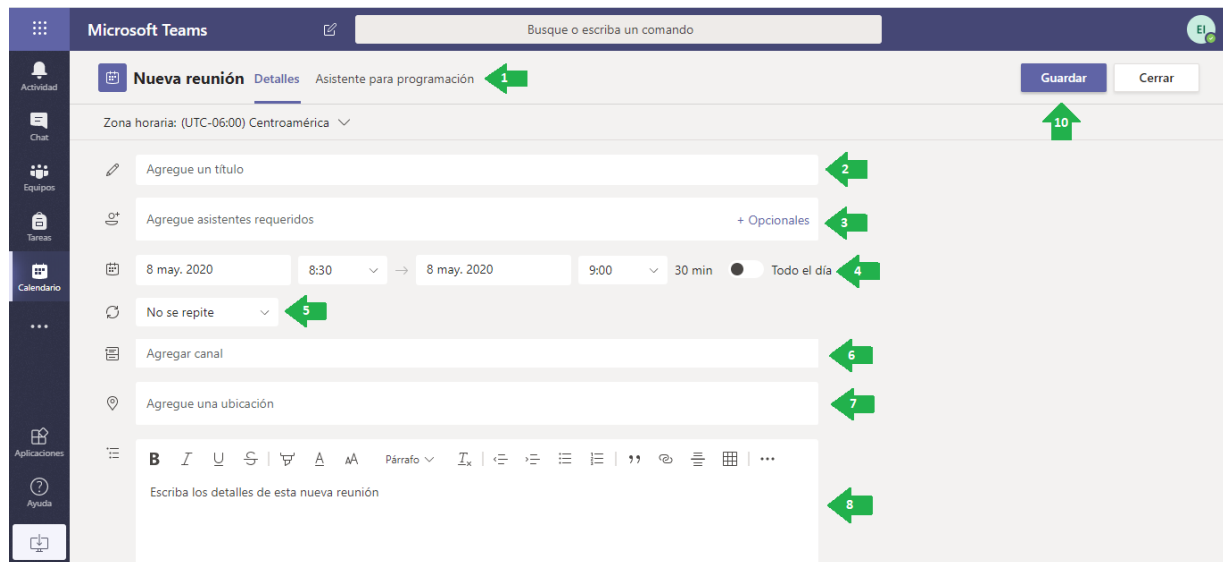 Microsoft Teams
Busque o escriba un comando
EI
Actividad
Chat
Equipos
Tareas
Calendario
Aplicaciones
Ayuda
Nueva reunión Detalles Asistente para programación 1
Guardar Cerrar
10
Zona horaria: (UTC-06:00) Centroamérica
Agregue un título 2
Agregue asistentes requeridos + Opcionales 3
8 may. 2020 8:30 → 8 may. 2020 9:00 30 min Todo el día 4
No se repite 5
Agregar canal 6
Agregue una ubicación 7
B I U S A AA Párrafo Tx
Escriba los detalles de esta nueva reunión
8